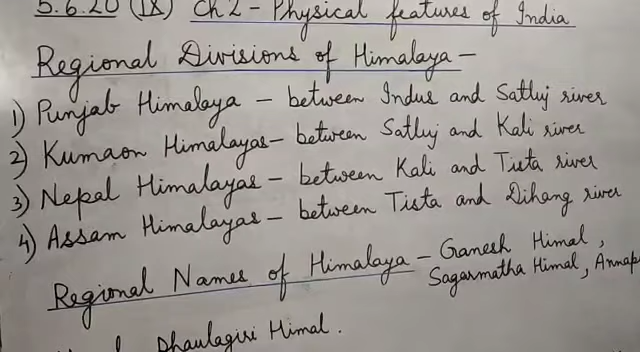 5.6.20 (IX) Ch 2 - Physical features of India
Regional Divisions of Himalaya -
1) Punjab Himalaya - between Indus and Satluj river
2) Kumaon Himalayas - between Satluj and Kali river
3) Nepal Himalayas - between Kali and Tista river
4) Assam Himalayas - between Tista and Dihang river
Regional Names of Himalaya - Ganesh Himal,
Sagarmatha Himal, Annap
Dhaulagiri Himal.